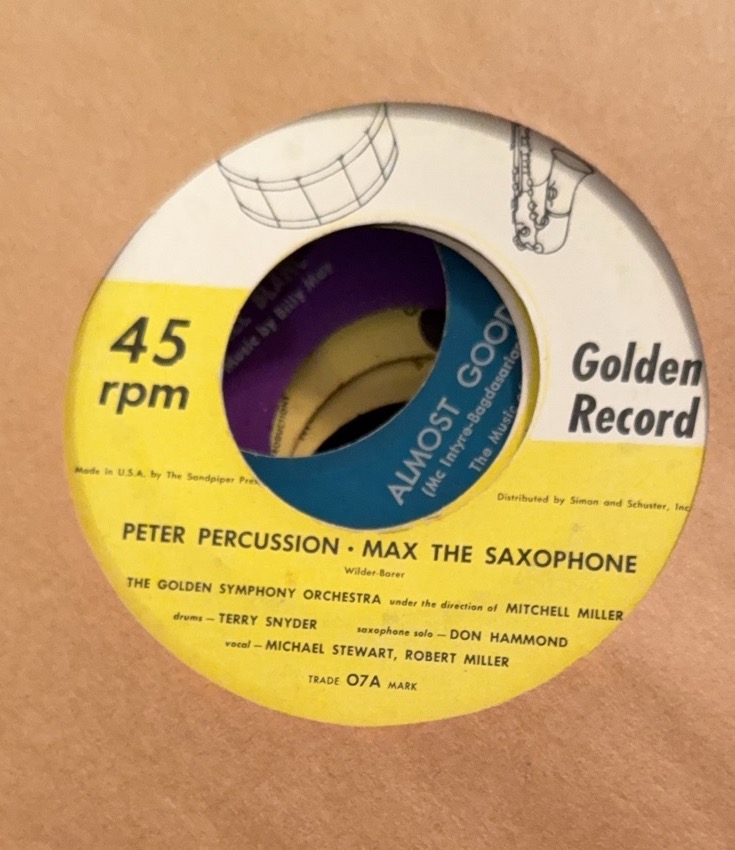 45
rpm
Golden
Record
Music by Billy May
ALMOST GOOD
(Mc Intyre-Bagdasarian
The Music of
Made in U.S.A. by The Sandpiper Pres
Distributed by Simon and Schuster, Inc
PETER PERCUSSION • MAX THE SAXOPHONE
Wilder-Barer
THE GOLDEN SYMPHONY ORCHESTRA under the direction of MITCHELL MILLER
drums — TERRY SNYDER saxophone solo — DON HAMMOND
vocal — MICHAEL STEWART, ROBERT MILLER
TRADE O7A MARK